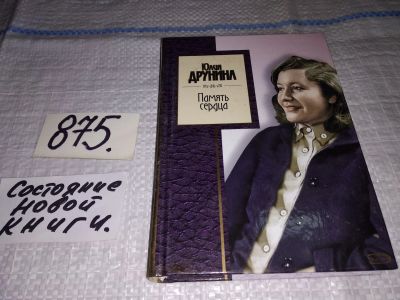 Юлия
ДРУНИНА
Память
сердца
875.
Состояние
новой
книги.